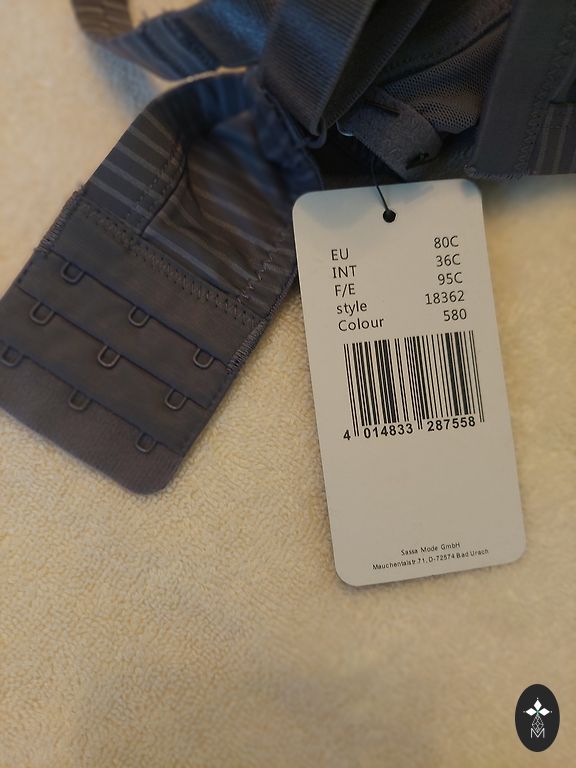 EU 80C
INT 36C
F/E 95C
style 18362
Colour 580
4 014833 287558
Sassa Mode GmbH
Mauchentalstr 71, D-72574 Bad Urach
M